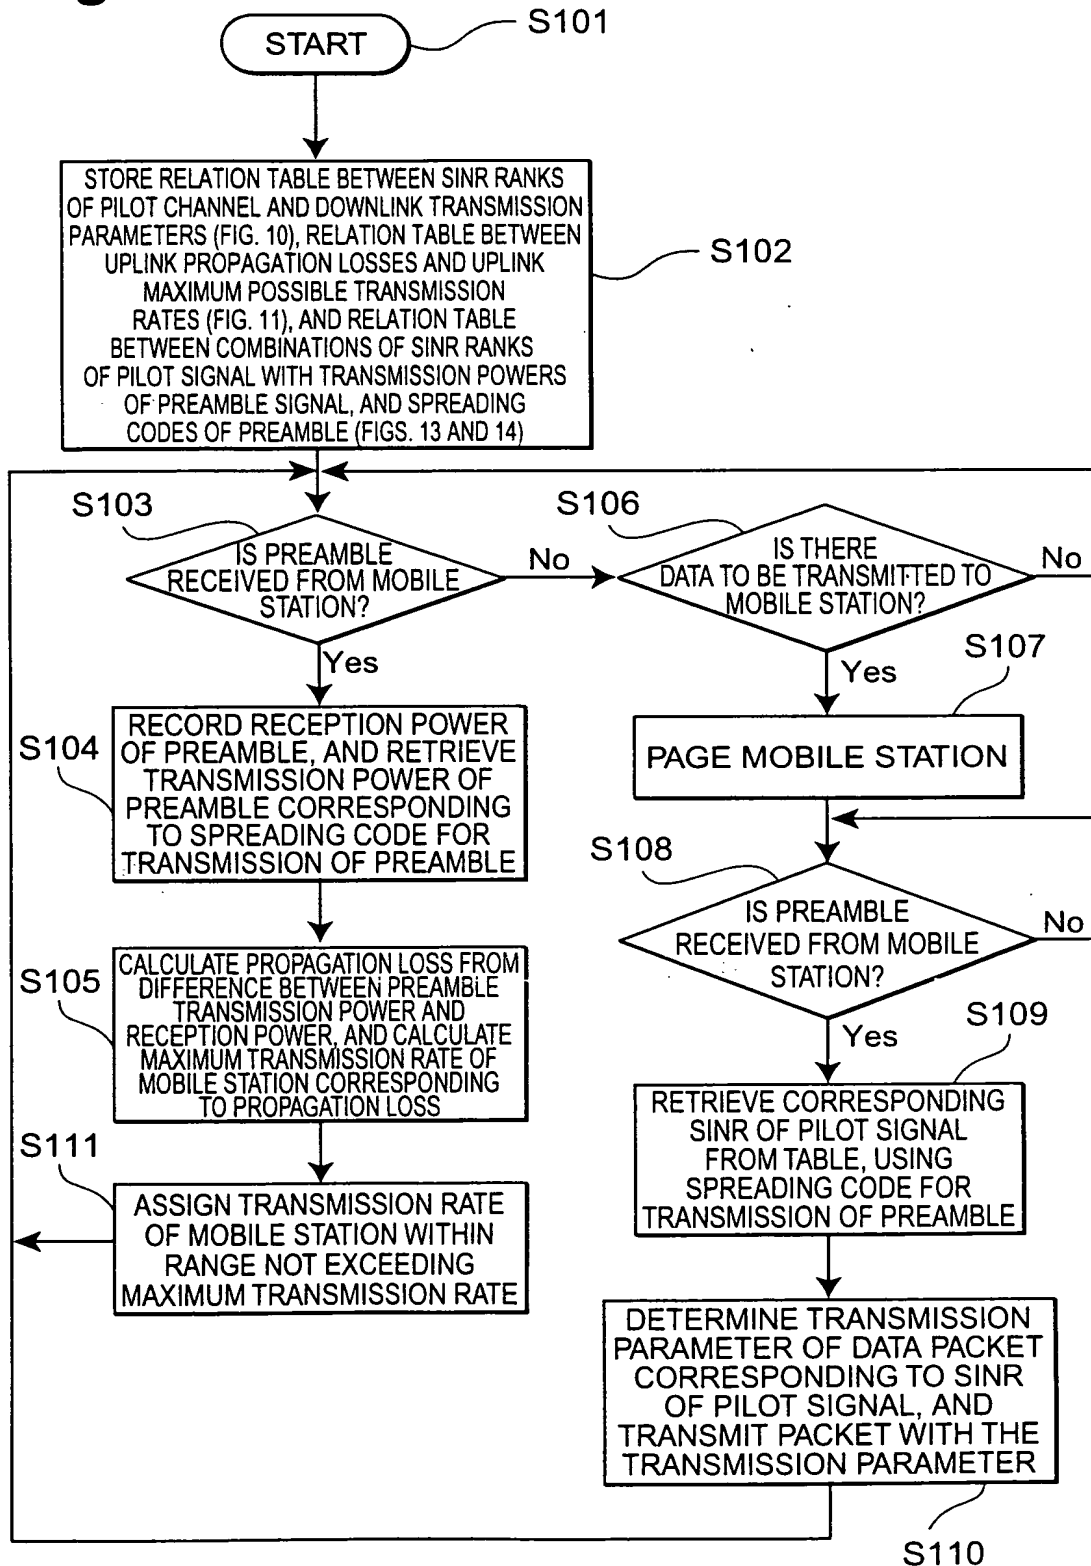 START
S101
STORE RELATION TABLE BETWEEN SINR RANKS
OF PILOT CHANNEL AND DOWNLINK TRANSMISSION
PARAMETERS (FIG. 10), RELATION TABLE BETWEEN
UPLINK PROPAGATION LOSSES AND UPLINK
MAXIMUM POSSIBLE TRANSMISSION
RATES (FIG. 11), AND RELATION TABLE
BETWEEN COMBINATIONS OF SINR RANKS
OF PILOT SIGNAL WITH TRANSMISSION POWERS
OF PREAMBLE SIGNAL, AND SPREADING
CODES OF PREAMBLE (FIGS. 13 AND 14)
S102
S103
IS PREAMBLE
RECEIVED FROM MOBILE
STATION?
No
Yes
S104
RECORD RECEPTION POWER
OF PREAMBLE, AND RETRIEVE
TRANSMISSION POWER OF
PREAMBLE CORRESPONDING
TO SPREADING CODE FOR
TRANSMISSION OF PREAMBLE
S105
CALCULATE PROPAGATION LOSS FROM
DIFFERENCE BETWEEN PREAMBLE
TRANSMISSION POWER AND
RECEPTION POWER, AND CALCULATE
MAXIMUM TRANSMISSION RATE OF
MOBILE STATION CORRESPONDING
TO PROPAGATION LOSS
S111
ASSIGN TRANSMISSION RATE
OF MOBILE STATION WITHIN
RANGE NOT EXCEEDING
MAXIMUM TRANSMISSION RATE
S106
IS THERE
DATA TO BE TRANSMITTED TO
MOBILE STATION?
No
Yes
S107
PAGE MOBILE STATION
S108
IS PREAMBLE
RECEIVED FROM MOBILE
STATION?
No
Yes
S109
RETRIEVE CORRESPONDING
SINR OF PILOT SIGNAL
FROM TABLE, USING
SPREADING CODE FOR
TRANSMISSION OF PREAMBLE
DETERMINE TRANSMISSION
PARAMETER OF DATA PACKET
CORRESPONDING TO SINR
OF PILOT SIGNAL, AND
TRANSMIT PACKET WITH THE
TRANSMISSION PARAMETER
S110